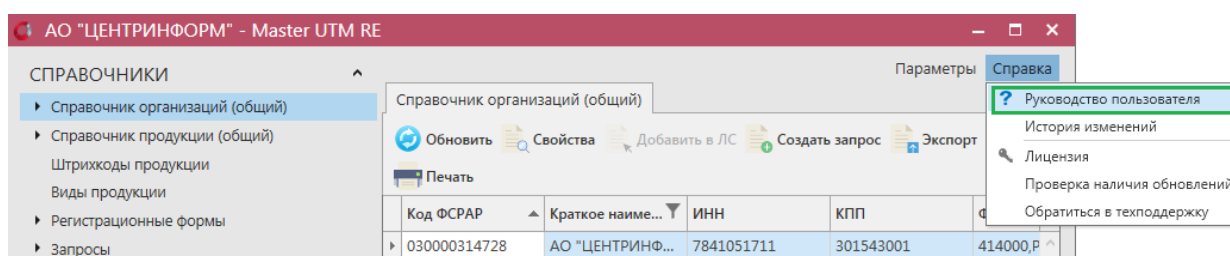 АО "ЦЕНТРИНФОРМ" - Master UTM RE
Параметры Справка
СПРАВОЧНИКИ
Справочник организаций (общий)
Справочник продукции (общий)
Штрихкоды продукции
Виды продукции
Регистрационные формы
Запросы
Справочник организаций (общий)
Обновить Свойства Добавить в ЛС Создать запрос Экспорт
Печать
Код ФСРАР Краткое наиме... ИНН КПП
030000314728 АО "ЦЕНТРИНФ... 7841051711 301543001 414000,Р
Руководство пользователя
История изменений
Лицензия
Проверка наличия обновлений
Обратиться в техподдержку